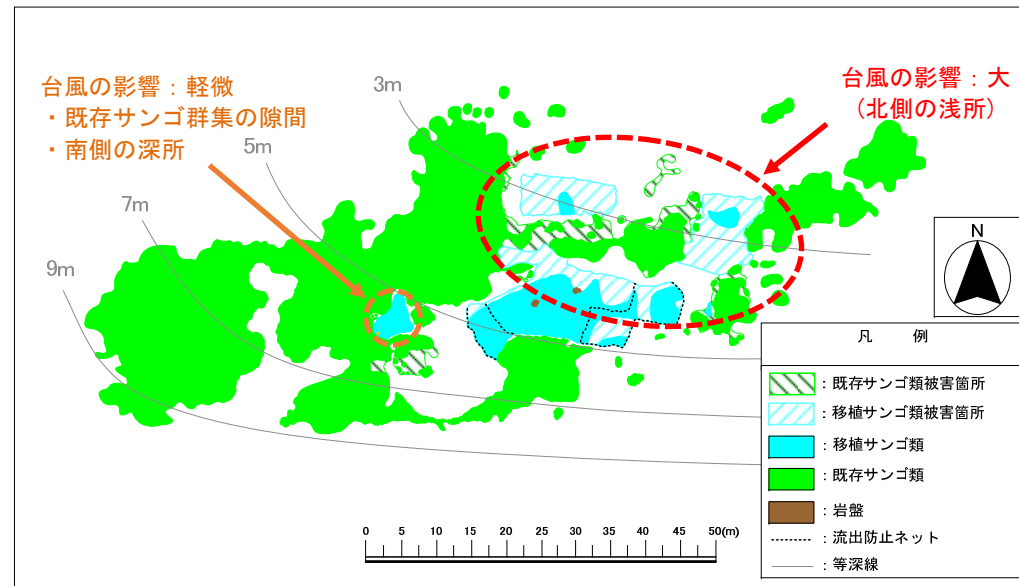 台風の影響：軽微
・既存サンゴ群集の隙間
・南側の深所
台風の影響：大
（北側の浅所）
3m
5m
7m
9m
N
凡 例
：既存サンゴ類被害箇所
：移植サンゴ類被害箇所
：移植サンゴ類
：既存サンゴ類
：岩盤
：流出防止ネット
：等深線
0 5 10 15 20 25 30 35 40 45 50(m)